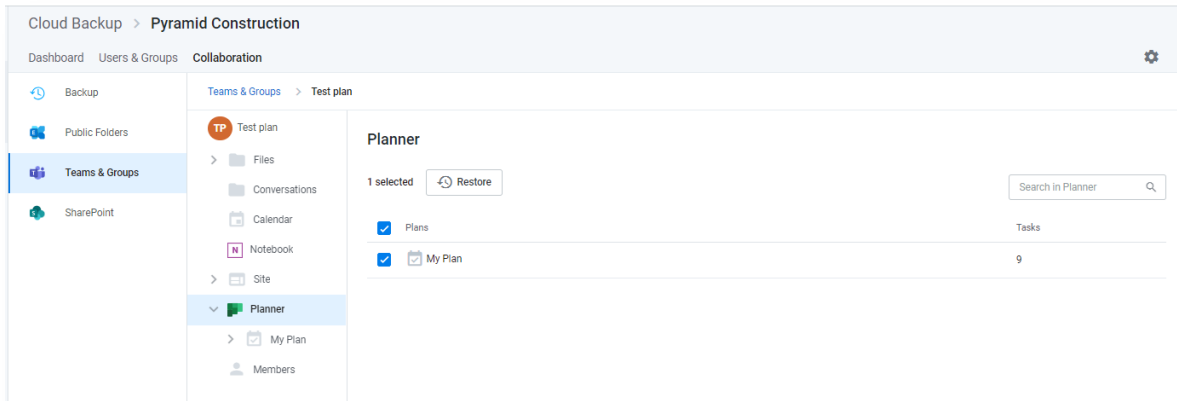 Cloud Backup > Pyramid Construction
Dashboard Users & Groups Collaboration
Backup
Public Folders
Teams & Groups
SharePoint
Teams & Groups > Test plan
TP Test plan
Files
Conversations
Calendar
N Notebook
Site
Planner
My Plan
Members
Planner
1 selected Restore
Search in Planner
Plans Tasks
My Plan 9